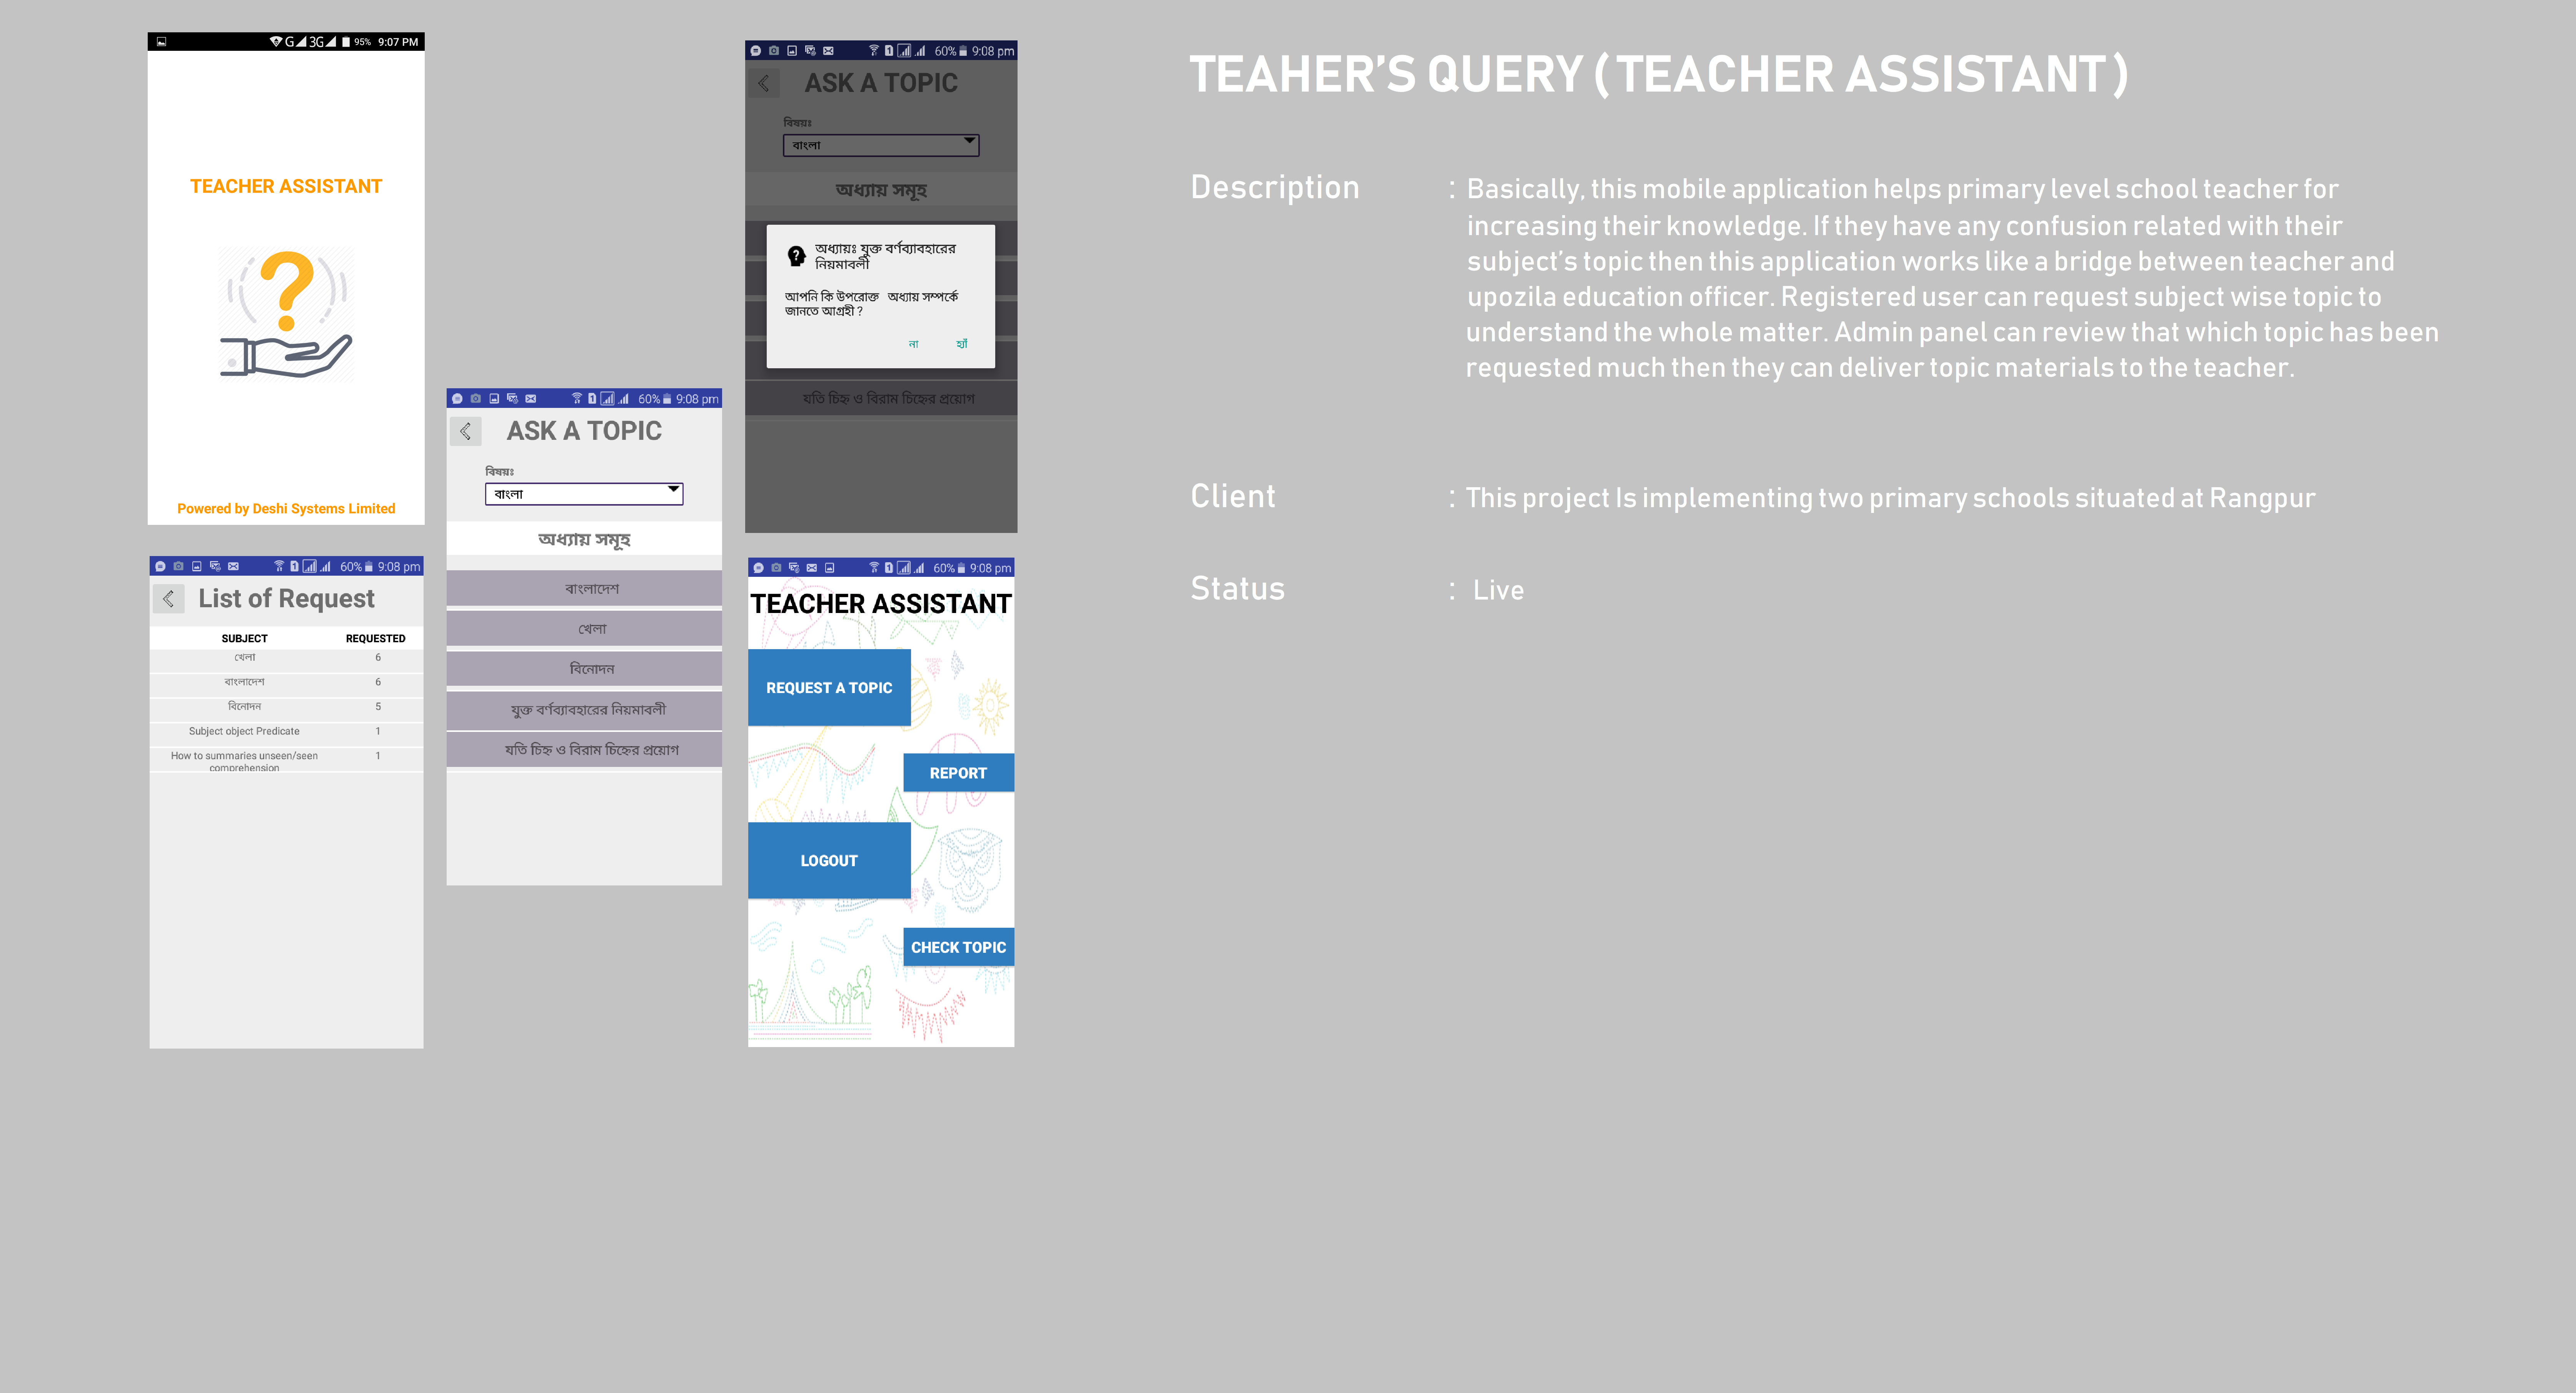 95% 9:07 PM
TEACHER ASSISTANT
Powered by Deshi Systems Limited
60% 9:08 pm
List of Request
SUBJECT REQUESTED
খেলা 6
বাংলাদেশ 6
বিনোদন 5
Subject object Predicate 1
How to summaries unseen/seen 1
comprehension
60% 9:08 pm
ASK A TOPIC
বিষয়ঃ
বাংলা
অধ্যায় সমূহ
বাংলাদেশ
খেলা
বিনোদন
যুক্ত বর্ণব্যাবহারের নিয়মাবলী
যতি চিহ্ন ও বিরাম চিহ্নের প্রয়োগ
60% 9:08 pm
ASK A TOPIC
বিষয়ঃ
বাংলা
অধ্যায় সমূহ
অধ্যায়ঃ যুক্ত বর্ণব্যাবহারের
নিয়মাবলী
আপনি কি উপরোক্ত অধ্যায় সম্পর্কে
জানতে আগ্রহী ?
না হ্যাঁ
যতি চিহ্ন ও বিরাম চিহ্নের প্রয়োগ
60% 9:08 pm
TEACHER ASSISTANT
REQUEST A TOPIC
REPORT
LOGOUT
CHECK TOPIC
TEAHER’S QUERY ( TEACHER ASSISTANT )
Description : Basically, this mobile application helps primary level school teacher for
increasing their knowledge. If they have any confusion related with their
subject’s topic then this application works like a bridge between teacher and
upozila education officer. Registered user can request subject wise topic to
understand the whole matter. Admin panel can review that which topic has been
requested much then they can deliver topic materials to the teacher.
Client : This project Is implementing two primary schools situated at Rangpur
Status : Live